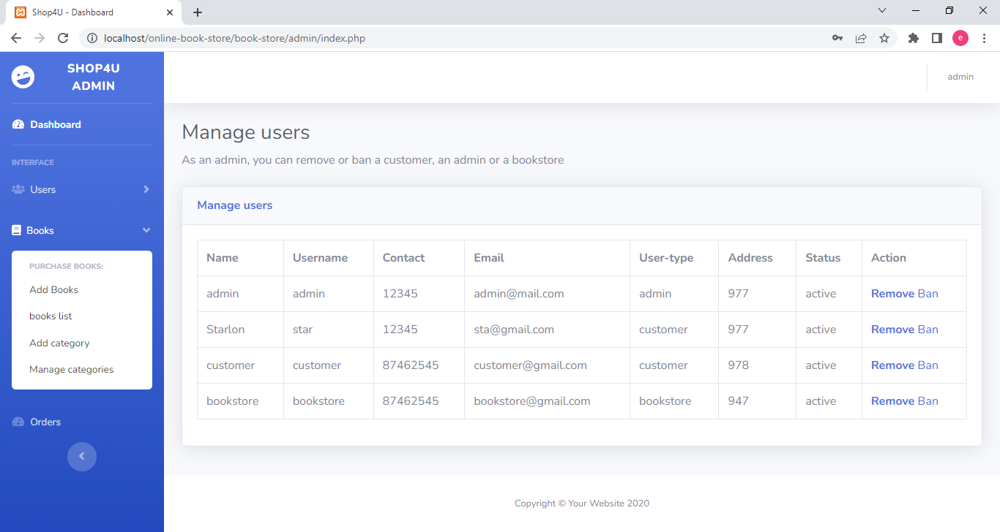 Shop4U - Dashboard
localhost/online-book-store/book-store/admin/index.php
e
SHOP4U
ADMIN
admin
Dashboard
INTERFACE
Users
Books
PURCHASE BOOKS:
Add Books
books list
Add category
Manage categories
Orders
Manage users
As an admin, you can remove or ban a customer, an admin or a bookstore
Manage users
Name Username Contact Email User-type Address Status Action
admin admin 12345 admin@mail.com admin 977 active Remove Ban
Starlon star 12345 sta@gmail.com customer 977 active Remove Ban
customer customer 87462545 customer@gmail.com customer 978 active Remove Ban
bookstore bookstore 87462545 bookstore@gmail.com bookstore 947 active Remove Ban
Copyright © Your Website 2020